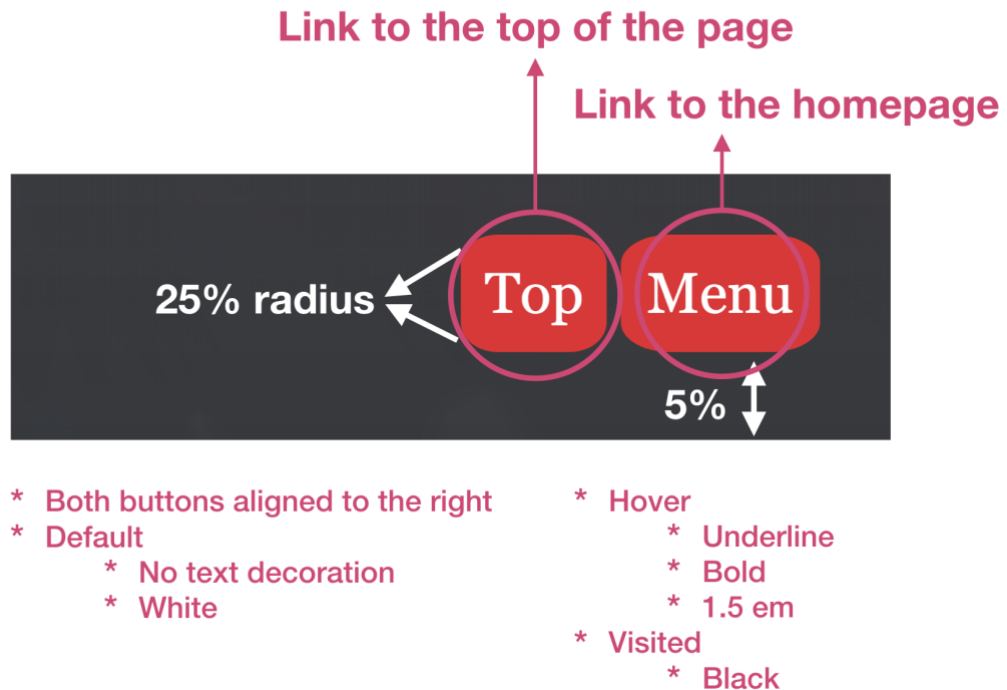 Link to the top of the page
Link to the homepage
25% radius
Top
Menu
5%
* Both buttons aligned to the right
* Default
* No text decoration
* White
* Hover
* Underline
* Bold
* 1.5 em
* Visited
* Black